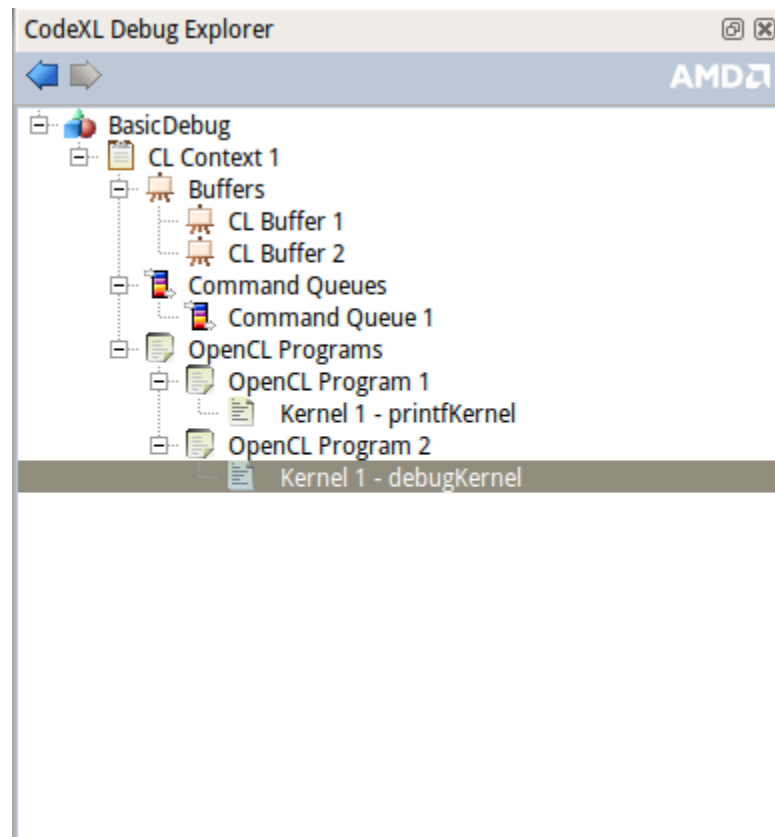 CodeXL Debug Explorer
AMD
BasicDebug
CL Context 1
Buffers
CL Buffer 1
CL Buffer 2
Command Queues
Command Queue 1
OpenCL Programs
OpenCL Program 1
Kernel 1 - printfKernel
OpenCL Program 2
Kernel 1 - debugKernel